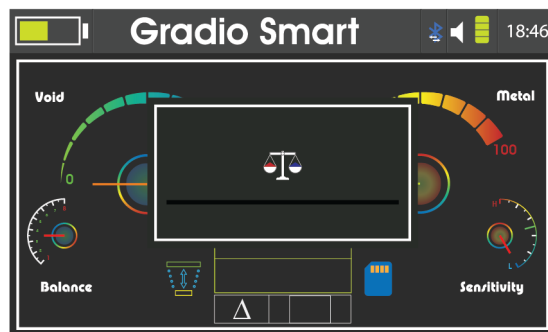 Gradio Smart
18:46
Void
Metal
0
100
H
L
Balance
Δ
Sensitivity